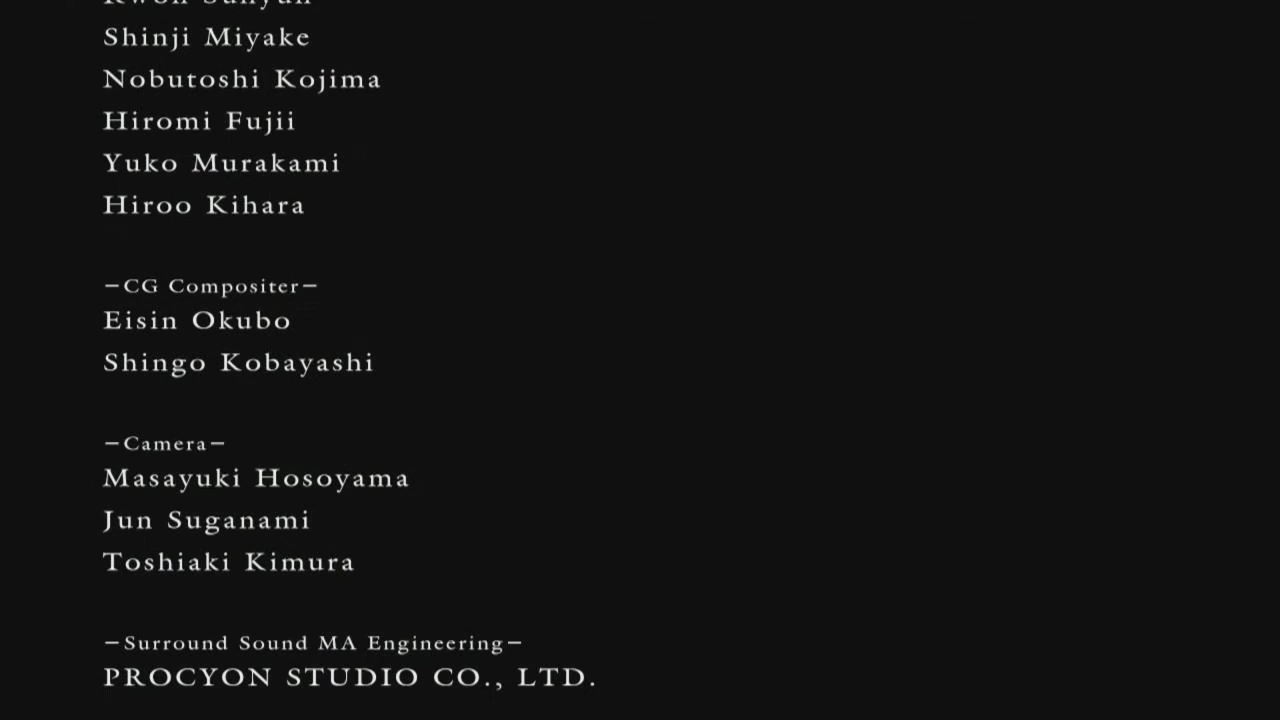 Shinji Miyake
Nobutoshi Kojima
Hiromi Fujii
Yuko Murakami
Hiroo Kihara
−CG Compositer−
Eisin Okubo
Shingo Kobayashi
−Camera−
Masayuki Hosoyama
Jun Suganami
Toshiaki Kimura
−Surround Sound MA Engineering−
PROCYON STUDIO CO., LTD.